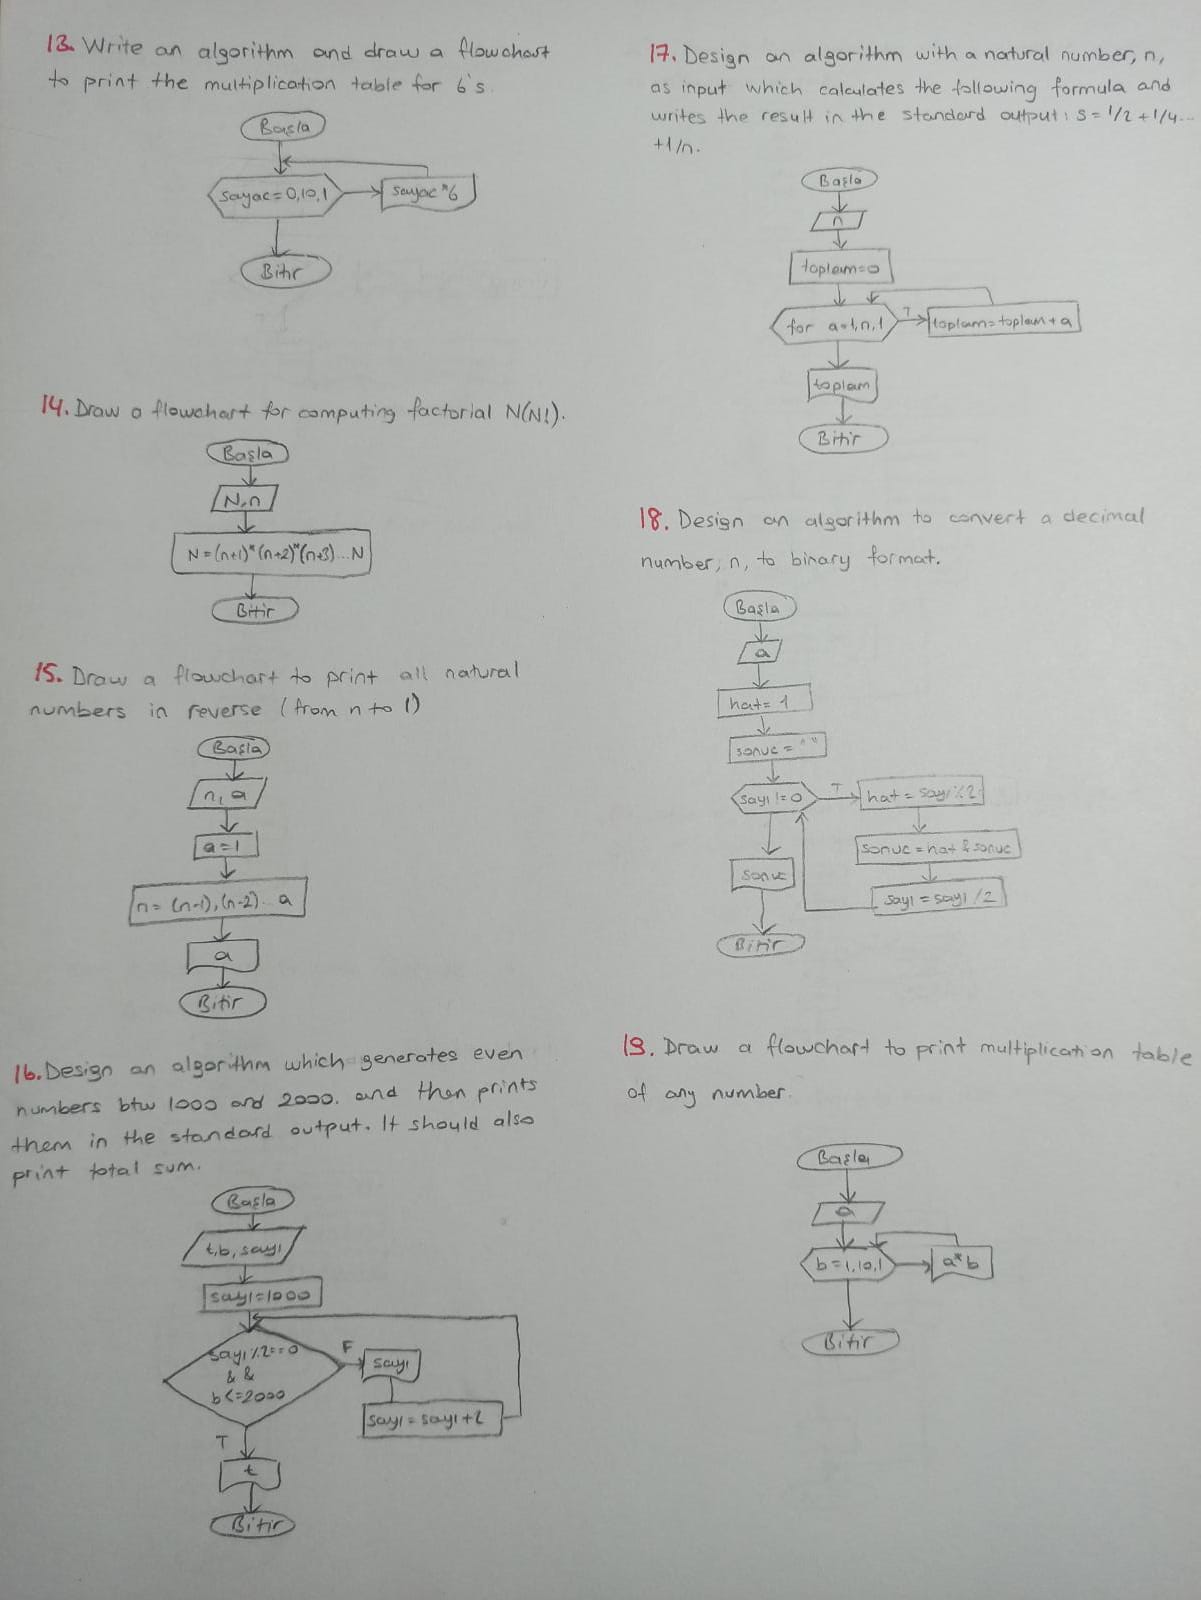 13. Write an algorithm and draw a flowchart
to print the multiplication table for 6's.
Başla
sayac=0,10,1
sayac*6
Bitir
14. Draw a flowchart for computing factorial N(N!).
Başla
N,n
N=(n+1)*(n+2)*(n+3)...N
Bitir
15. Draw a flowchart to print all natural
numbers in reverse (from n to 1)
Başla
n, a
a=1
n= (n-1),(n-2)... a
a
Bitir
16. Design an algorithm which generates even
numbers btw 1000 and 2000. and then prints
them in the standard output. It should also
print total sum.
Başla
t,b, sayı
sayı=1000
sayı%2==0
&&
b<=2000
F
sayı
sayı=sayı+2
T
t
Bitir
17. Design an algorithm with a natural number, n,
as input which calculates the following formula and
writes the result in the standard output: S=1/2+1/4...
+1/n.
Başla
n
toplam=0
for a=1,n,1
T
toplam=toplam+a
toplam
Bitir
18. Design an algorithm to convert a decimal
number, n, to binary format.
Başla
a
hat=1
sonuc=" "
sayı!=0
T
hat=sayı%2
sonuc=hat & sonuc
sayı=sayı/2
sonuc
Bitir
19. Draw a flowchart to print multiplication table
of any number.
Başla
a
b=1,10,1
a*b
Bitir